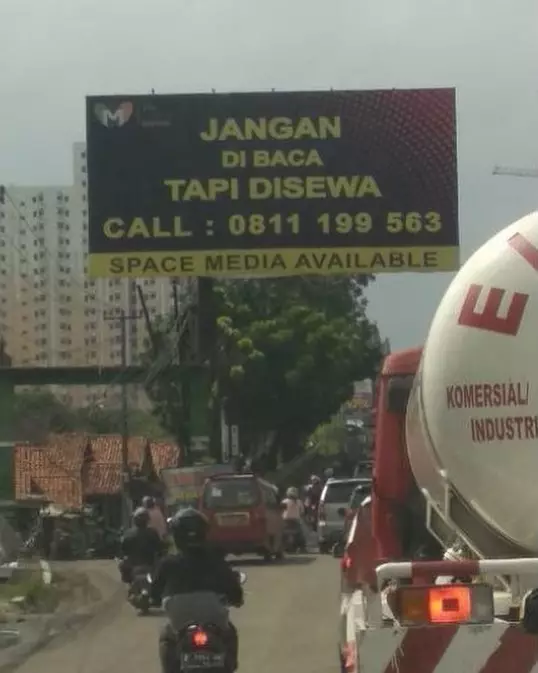 M
JANGAN
DI BACA
TAPI DISEWA
CALL : 0811 199 563
SPACE MEDIA AVAILABLE
KOMERSIAL/
INDUSTRI